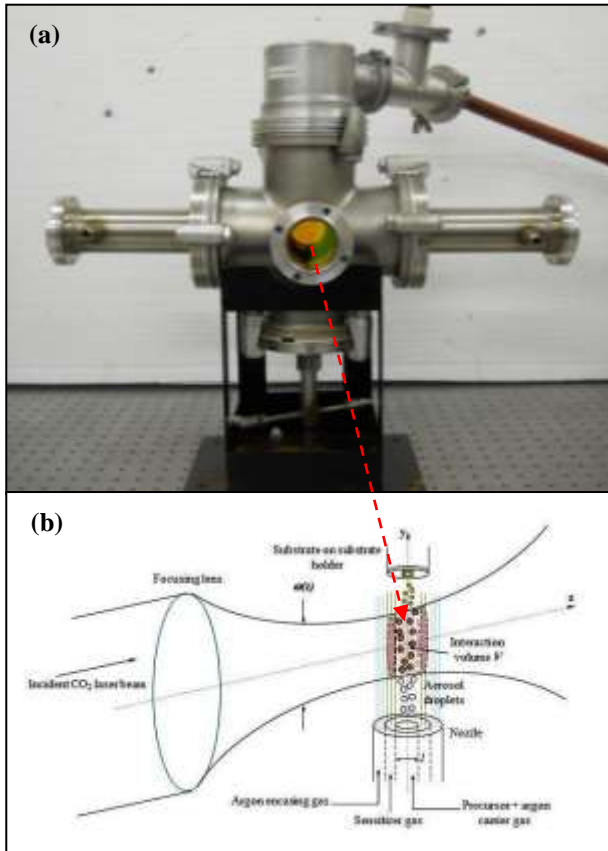 (a)
(b)
y
Substrate on substrate
holder
Focusing lens
ω(z)
z
Interaction
volume V
Incident CO₂ laser beam
Aerosol
droplets
Nozzle
Argon encasing gas
Sensitizer gas
Precursor + argon
carrier gas